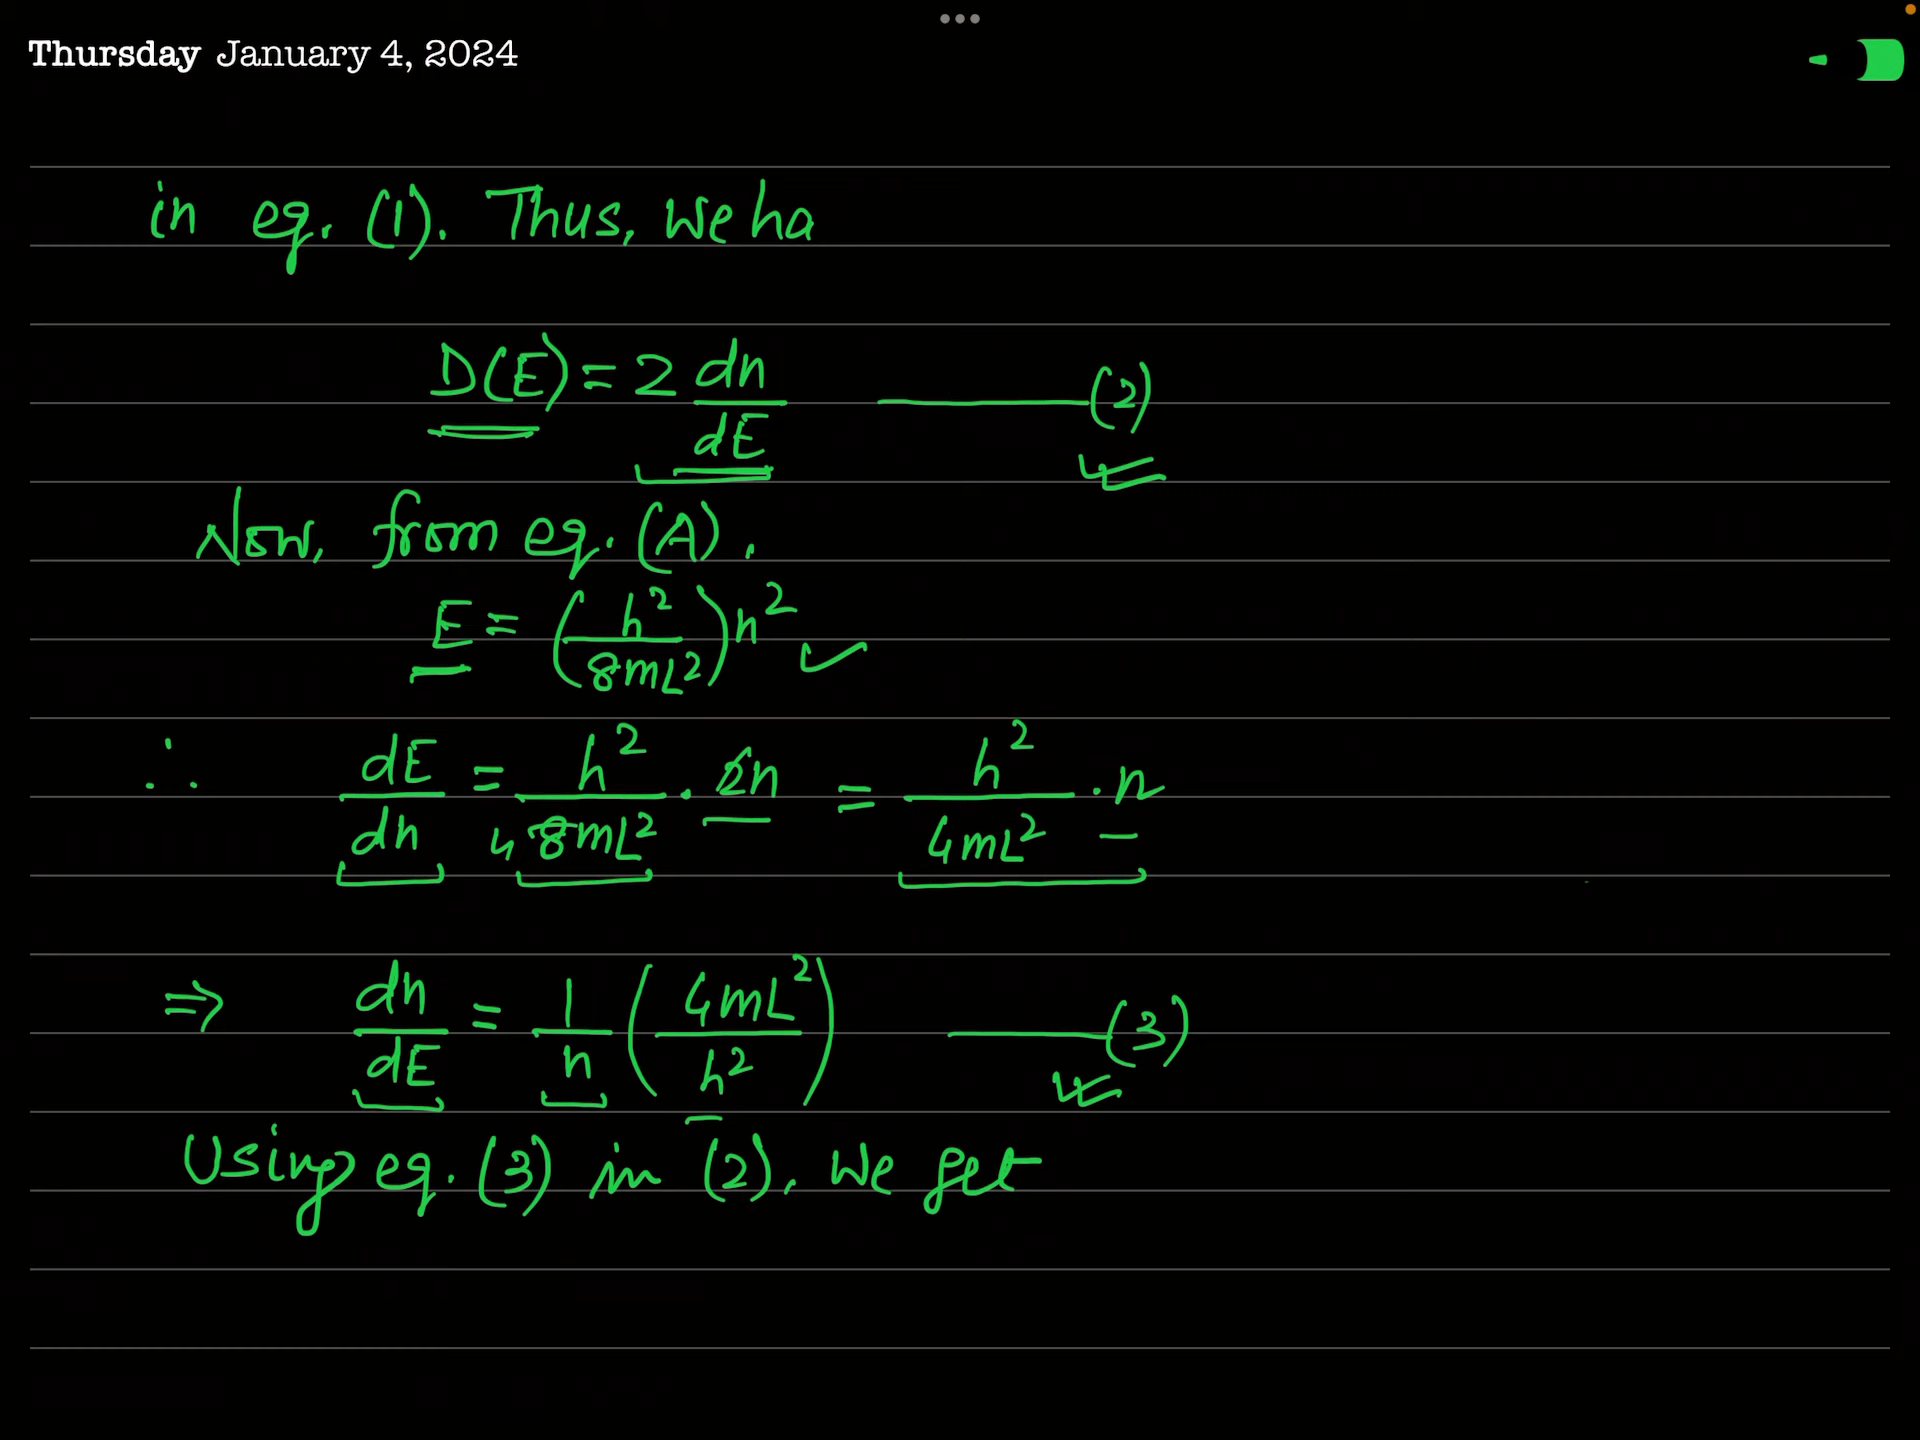 Thursday January 4, 2024
in eq. (1). Thus, we ha
D(E) = 2 dn/dE ——— (2)
Now, from eq. (A),
E = (h²/8mL²) n²
∴ dE/dn = h²/4 8mL² · 2n = h²/4mL² · n
⇒ dn/dE = 1/n (4mL²/h²) ——— (3)
Using eq. (3) in (2), we get